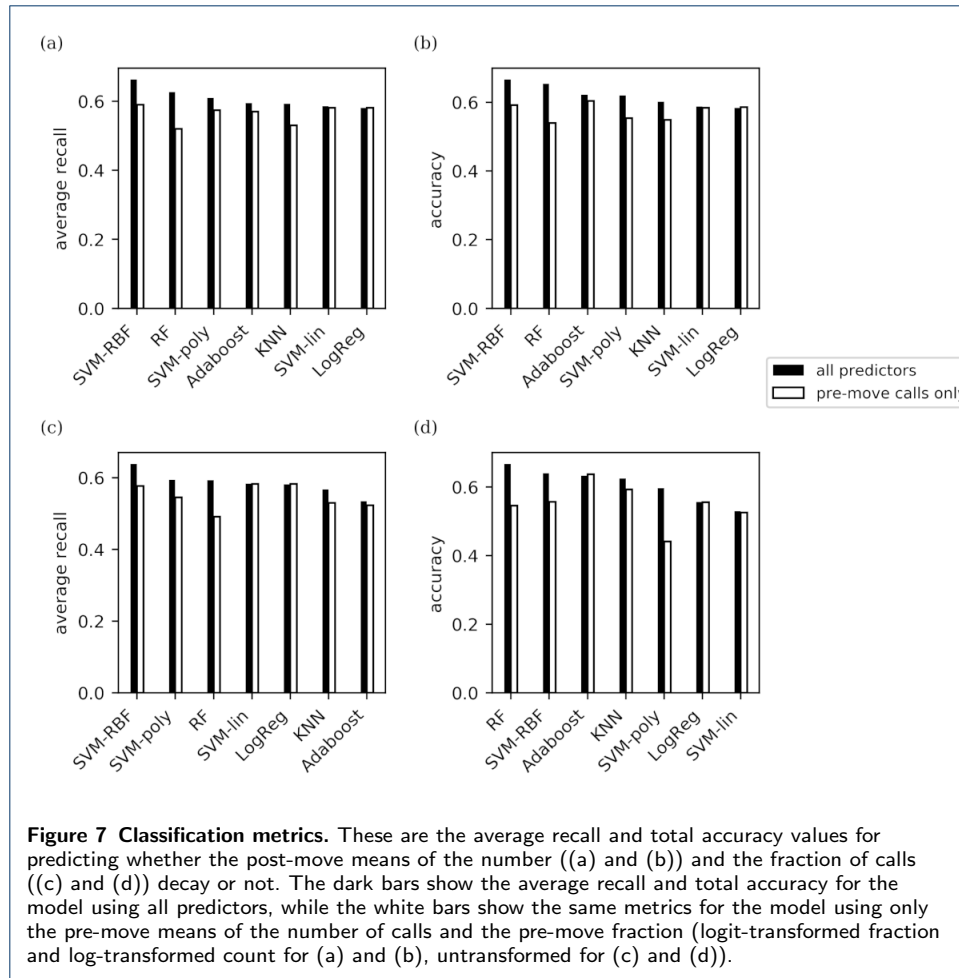 (a)
(b)
average recall
0.6
0.4
0.2
0.0
SVM-RBF
RF
SVM-poly
Adaboost
KNN
SVM-lin
LogReg
accuracy
0.6
0.4
0.2
0.0
SVM-RBF
RF
Adaboost
SVM-poly
KNN
SVM-lin
LogReg
all predictors
pre-move calls only
(c)
(d)
average recall
0.6
0.4
0.2
0.0
SVM-RBF
SVM-poly
RF
SVM-lin
LogReg
KNN
Adaboost
accuracy
0.6
0.4
0.2
0.0
RF
SVM-RBF
Adaboost
KNN
SVM-poly
LogReg
SVM-lin
Figure 7 Classification metrics. These are the average recall and total accuracy values for
predicting whether the post-move means of the number ((a) and (b)) and the fraction of calls
((c) and (d)) decay or not. The dark bars show the average recall and total accuracy for the
model using all predictors, while the white bars show the same metrics for the model using only
the pre-move means of the number of calls and the pre-move fraction (logit-transformed fraction
and log-transformed count for (a) and (b), untransformed for (c) and (d)).